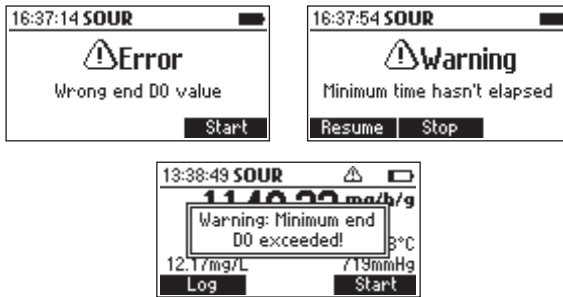 16:37:14 SOUR
Error
Wrong end DO value
Start
16:37:54 SOUR
Warning
Minimum time hasn't elapsed
Resume Stop
13:38:49 SOUR
mg/h/g
Warning: Minimum end
DO exceeded!
°C
12.17mg/L 719mmHg
Log Start